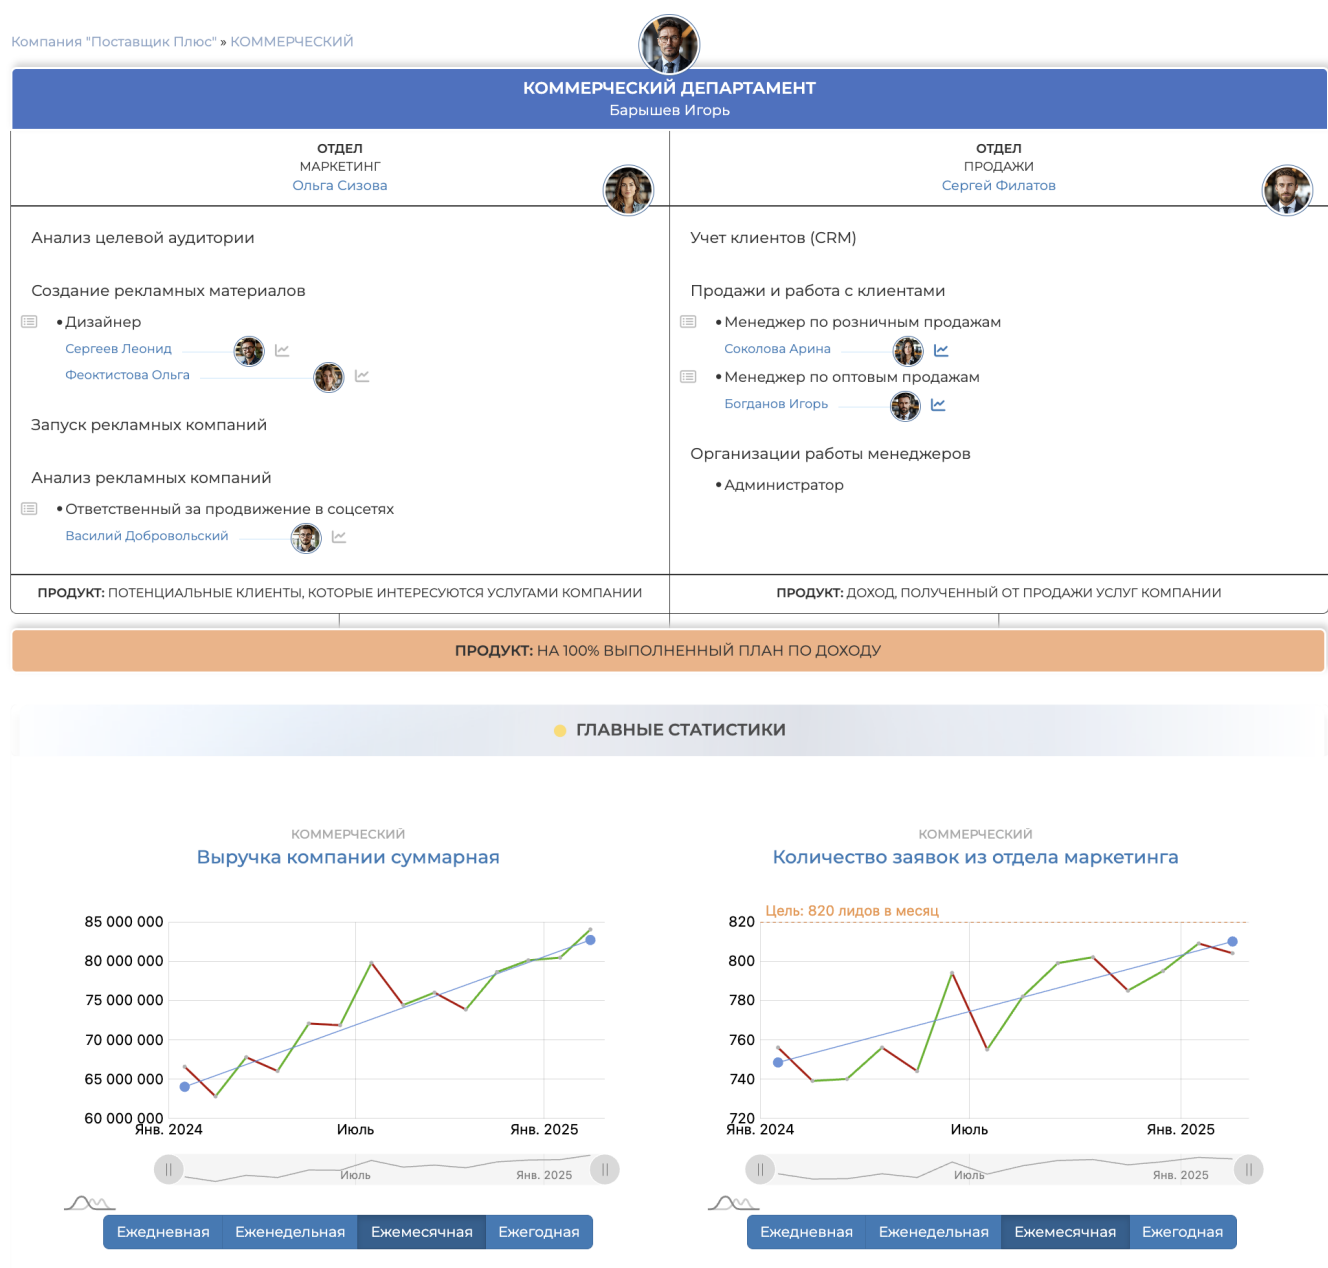 Компания "Поставщик Плюс" » КОММЕРЧЕСКИЙ
КОММЕРЧЕСКИЙ ДЕПАРТАМЕНТ
Барышев Игорь
ОТДЕЛ
МАРКЕТИНГ
Ольга Сизова
Анализ целевой аудитории
Создание рекламных материалов
• Дизайнер
Сергеев Леонид
Феоктистова Ольга
Запуск рекламных компаний
Анализ рекламных компаний
• Ответственный за продвижение в соцсетях
Василий Добровольский
ПРОДУКТ: ПОТЕНЦИАЛЬНЫЕ КЛИЕНТЫ, КОТОРЫЕ ИНТЕРЕСУЮТСЯ УСЛУГАМИ КОМПАНИИ
ОТДЕЛ
ПРОДАЖИ
Сергей Филатов
Учет клиентов (CRM)
Продажи и работа с клиентами
• Менеджер по розничным продажам
Соколова Арина
• Менеджер по оптовым продажам
Богданов Игорь
Организации работы менеджеров
• Администратор
ПРОДУКТ: ДОХОД, ПОЛУЧЕННЫЙ ОТ ПРОДАЖИ УСЛУГ КОМПАНИИ
ПРОДУКТ: НА 100% ВЫПОЛНЕННЫЙ ПЛАН ПО ДОХОДУ
ГЛАВНЫЕ СТАТИСТИКИ
КОММЕРЧЕСКИЙ
Выручка компании суммарная
85 000 000
80 000 000
75 000 000
70 000 000
65 000 000
60 000 000
Янв. 2024 Июль Янв. 2025
Июль Янв. 2025
Ежедневная Еженедельная Ежемесячная Ежегодная
КОММЕРЧЕСКИЙ
Количество заявок из отдела маркетинга
Цель: 820 лидов в месяц
820
800
780
760
740
720
Янв. 2024 Июль Янв. 2025
Июль Янв. 2025
Ежедневная Еженедельная Ежемесячная Ежегодная